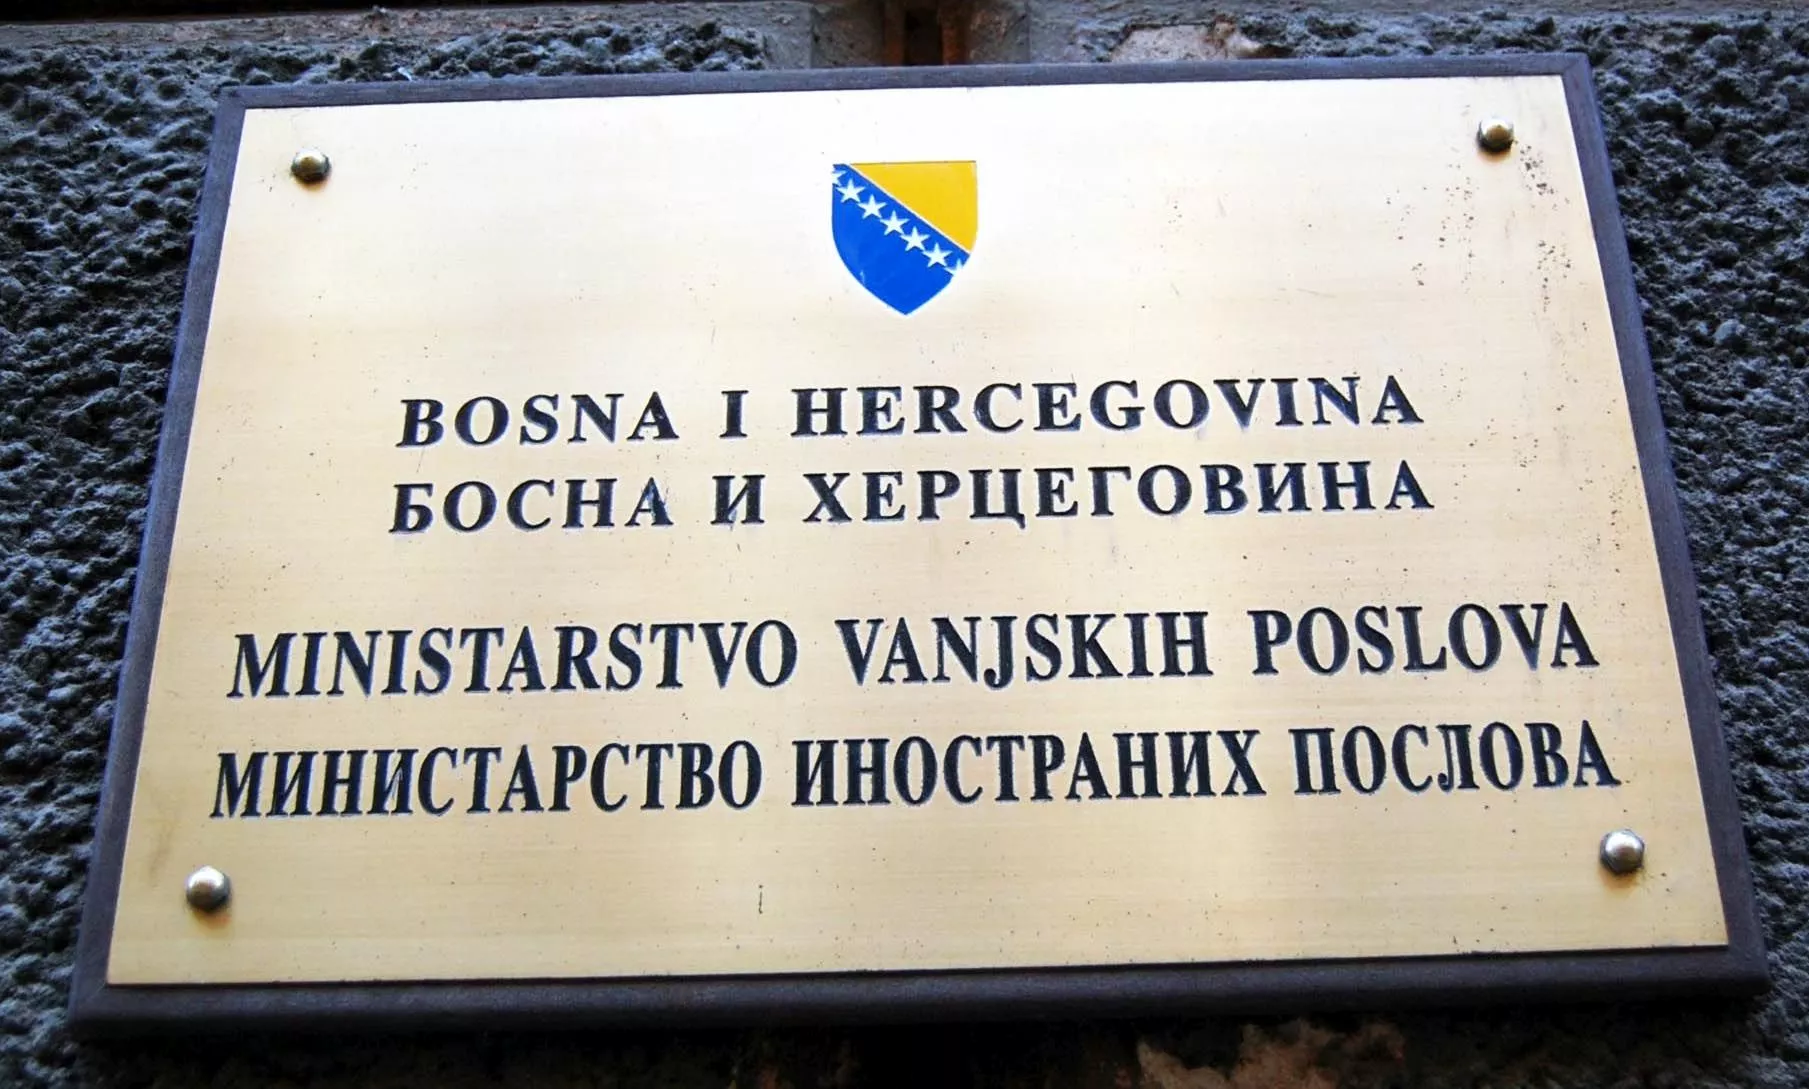 BOSNA I HERCEGOVINA
БОСНА И ХЕРЦЕГОВИНА
MINISTARSTVO VANJSKIH POSLOVA
МИНИСТАРСТВО ИНОСТРАНИХ ПОСЛОВА